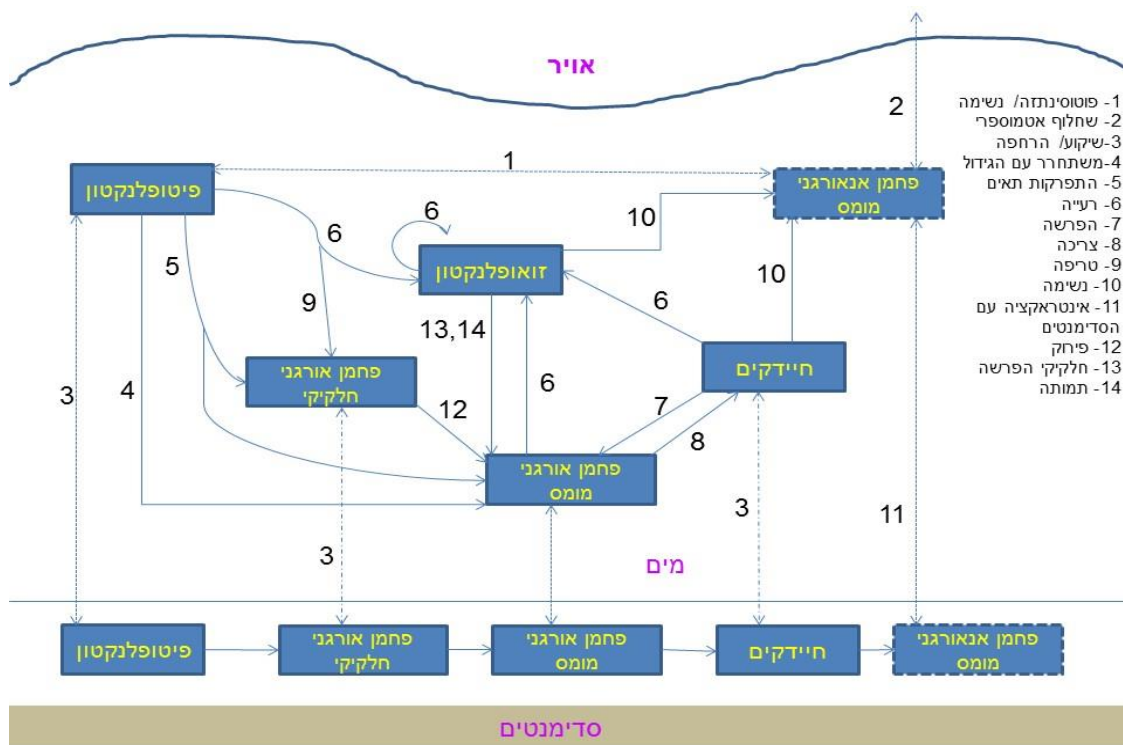 אויר
2
1- פוטוסינתזה/ נשימה
2- שחלוף אטמוספרי
3-שיקוע/ הרחפה
4-משתחרר עם הגידול
5- התפרקות תאים
6- רעייה
7- הפרשה
8- צריכה
9- טריפה
10- נשימה
11- אינטראקציה עם
הסדימנטים
12- פירוק
13- חלקיקי הפרשה
14- תמותה
1
פיטופלנקטון
פחמן אנאורגני
מומס
6
6
10
5
זואופלנקטון
10
9
6
13,14
חיידקים
פחמן אורגני
חלקיקי
3
4
12
6
7
8
פחמן אורגני
מומס
3
11
3
מים
פיטופלנקטון
פחמן אורגני
חלקיקי
פחמן אורגני
מומס
חיידקים
פחמן אנאורגני
מומס
סדימנטים